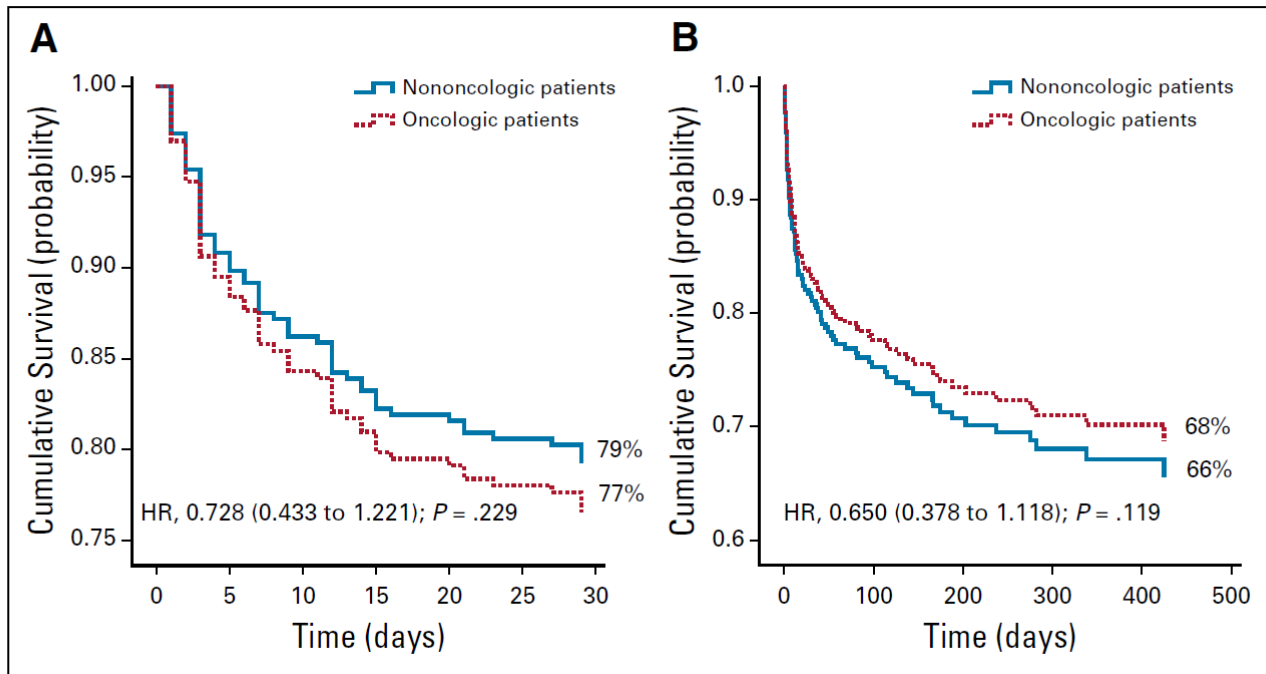 A
Cumulative Survival (probability)
1.00
0.95
0.90
0.85
0.80
0.75
Nononcologic patients
Oncologic patients
79%
77%
HR, 0.728 (0.433 to 1.221); P = .229
0 5 10 15 20 25 30
Time (days)
B
Cumulative Survival (probability)
1.0
0.9
0.8
0.7
0.6
Nononcologic patients
Oncologic patients
68%
66%
HR, 0.650 (0.378 to 1.118); P = .119
0 100 200 300 400 500
Time (days)